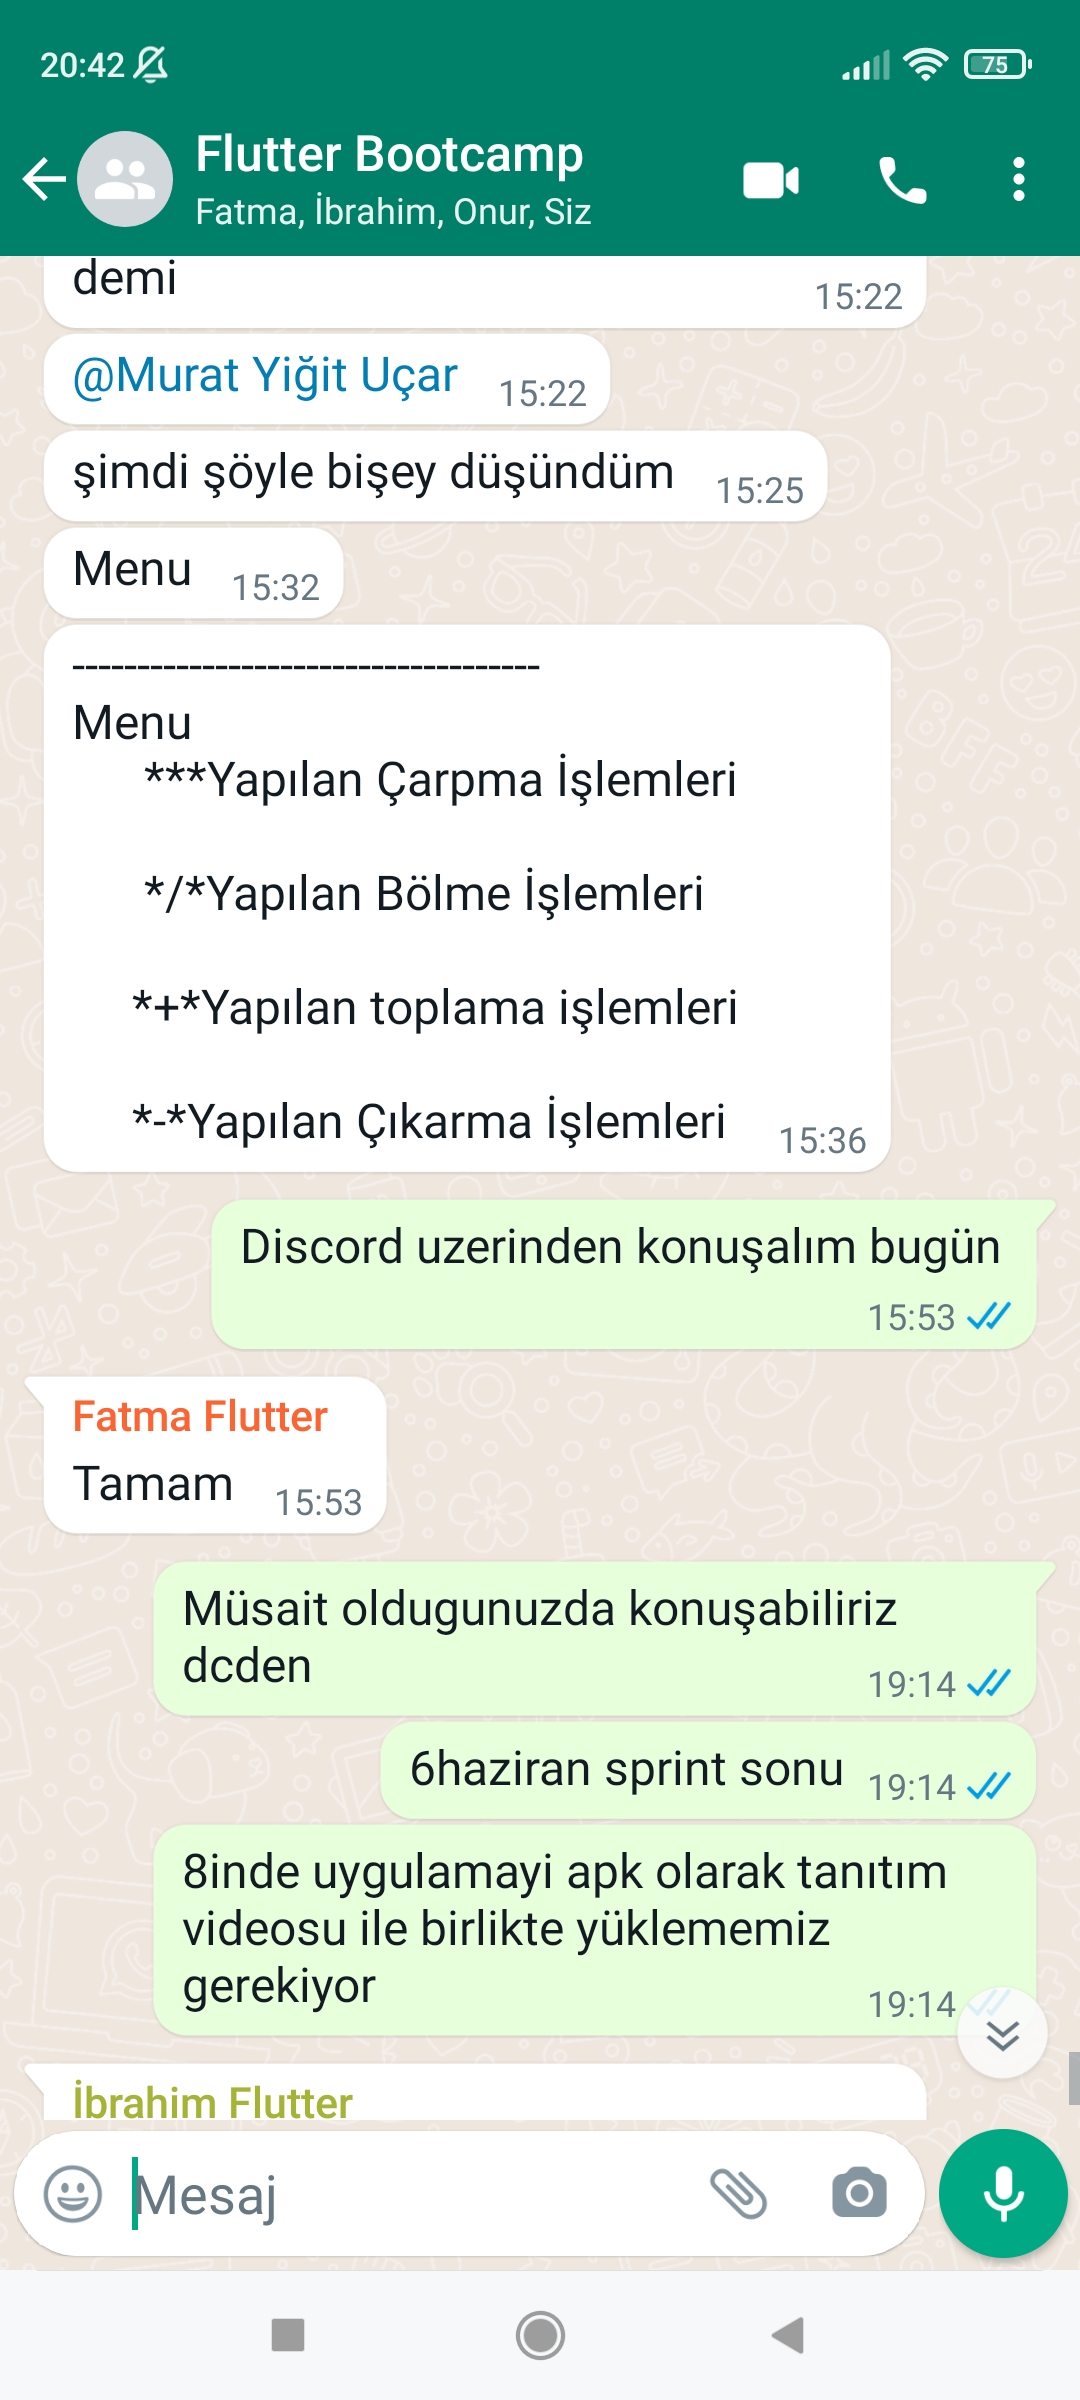 20:42
75
Flutter Bootcamp
Fatma, İbrahim, Onur, Siz
demi
15:22
@Murat Yiğit Uçar 15:22
şimdi şöyle bişey düşündüm 15:25
Menu 15:32
------------------------------------
Menu
***Yapılan Çarpma İşlemleri
*/*Yapılan Bölme İşlemleri
*+*Yapılan toplama işlemleri
*-*Yapılan Çıkarma İşlemleri 15:36
Discord uzerinden konuşalım bugün
15:53
Fatma Flutter
Tamam 15:53
Müsait oldugunuzda konuşabiliriz
dcden 19:14
6haziran sprint sonu 19:14
8inde uygulamayi apk olarak tanıtım
videosu ile birlikte yüklememiz
gerekiyor 19:14
İbrahim Flutter
Mesaj